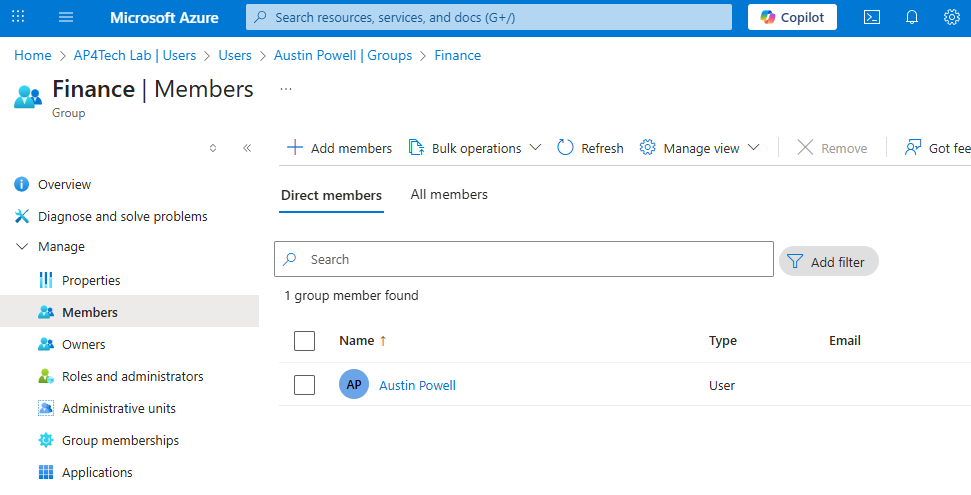 Microsoft Azure
Search resources, services, and docs (G+/)
Copilot
Home > AP4Tech Lab | Users > Users > Austin Powell | Groups > Finance
Finance | Members ...
Group
Add members
Bulk operations
Refresh
Manage view
Remove
Got fee
Overview
Diagnose and solve problems
Manage
Properties
Members
Owners
Roles and administrators
Administrative units
Group memberships
Applications
Direct members
All members
Search
Add filter
1 group member found
Name ↑ Type Email
AP Austin Powell User